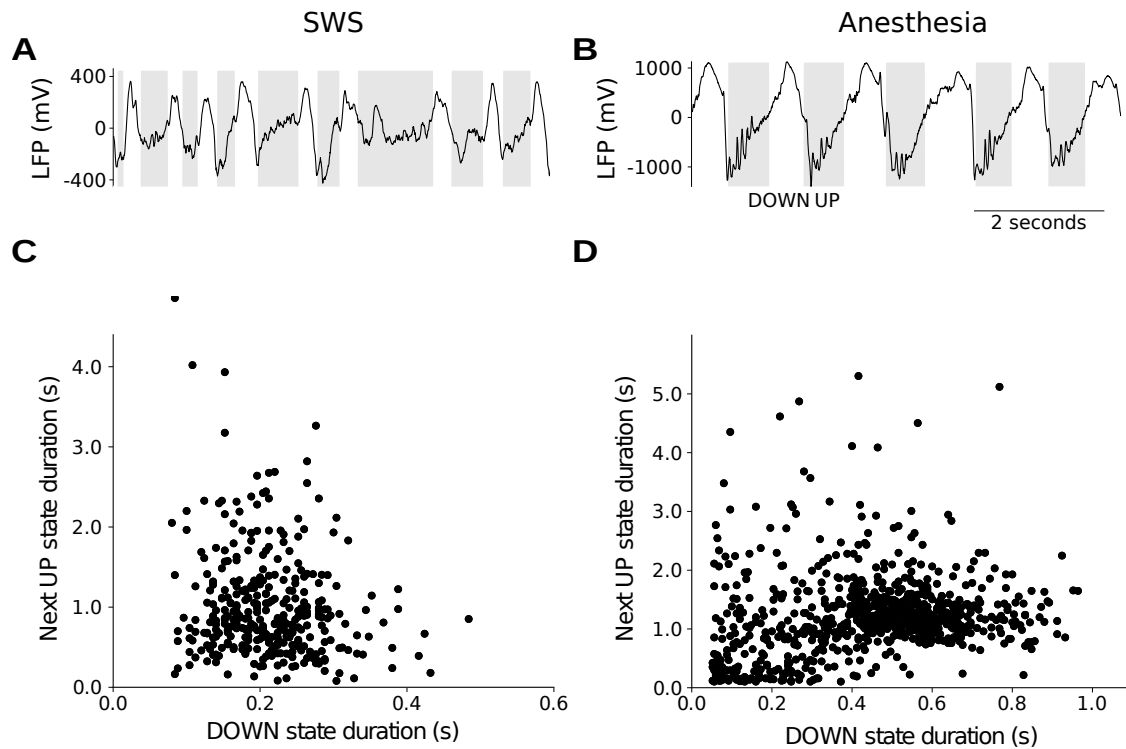 SWS
Anesthesia
A
B
LFP (mV)
400
0
-400
LFP (mV)
1000
0
-1000
DOWN UP
2 seconds
C
D
Next UP state duration (s)
4.0
3.0
2.0
1.0
0.0
0.0 0.2 0.4 0.6
DOWN state duration (s)
Next UP state duration (s)
5.0
4.0
3.0
2.0
1.0
0.0
0.0 0.2 0.4 0.6 0.8 1.0
DOWN state duration (s)